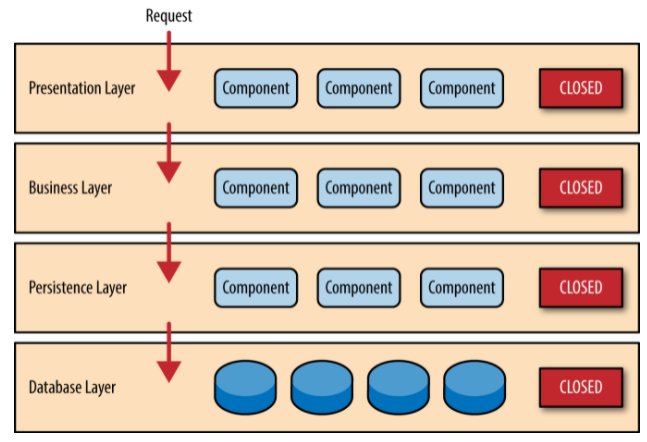 Request
Presentation Layer Component Component Component CLOSED
Business Layer Component Component Component CLOSED
Persistence Layer Component Component Component CLOSED
Database Layer CLOSED